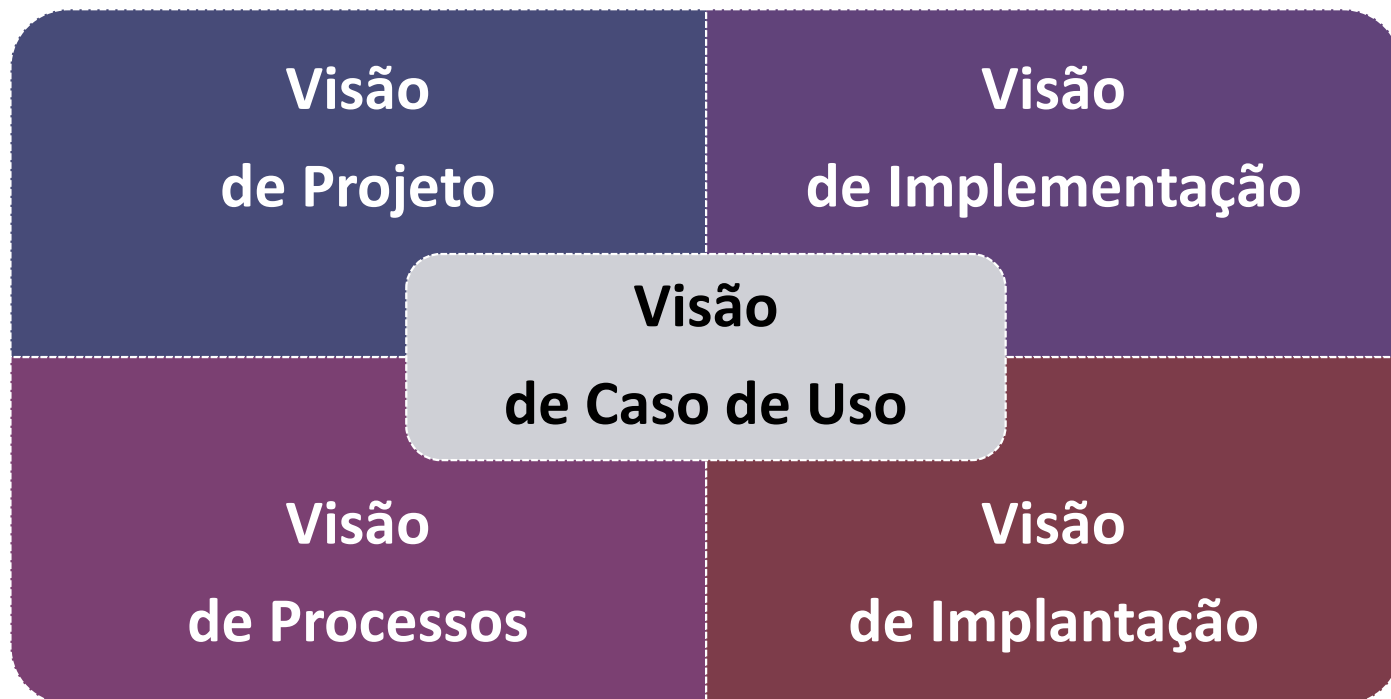 Visão
de Projeto
Visão
de Implementação
Visão
de Caso de Uso
Visão
de Processos
Visão
de Implantação